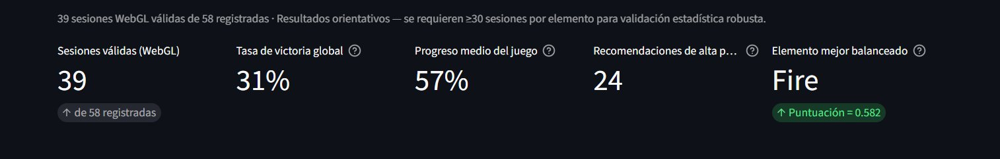 39 sesiones WebGL válidas de 58 registradas · Resultados orientativos — se requieren ≥30 sesiones por elemento para validación estadística robusta.
Sesiones válidas (WebGL)
39
↑ de 58 registradas
Tasa de victoria global
31%
Progreso medio del juego
57%
Recomendaciones de alta p…
24
Elemento mejor balanceado
Fire
↑ Puntuación = 0.582